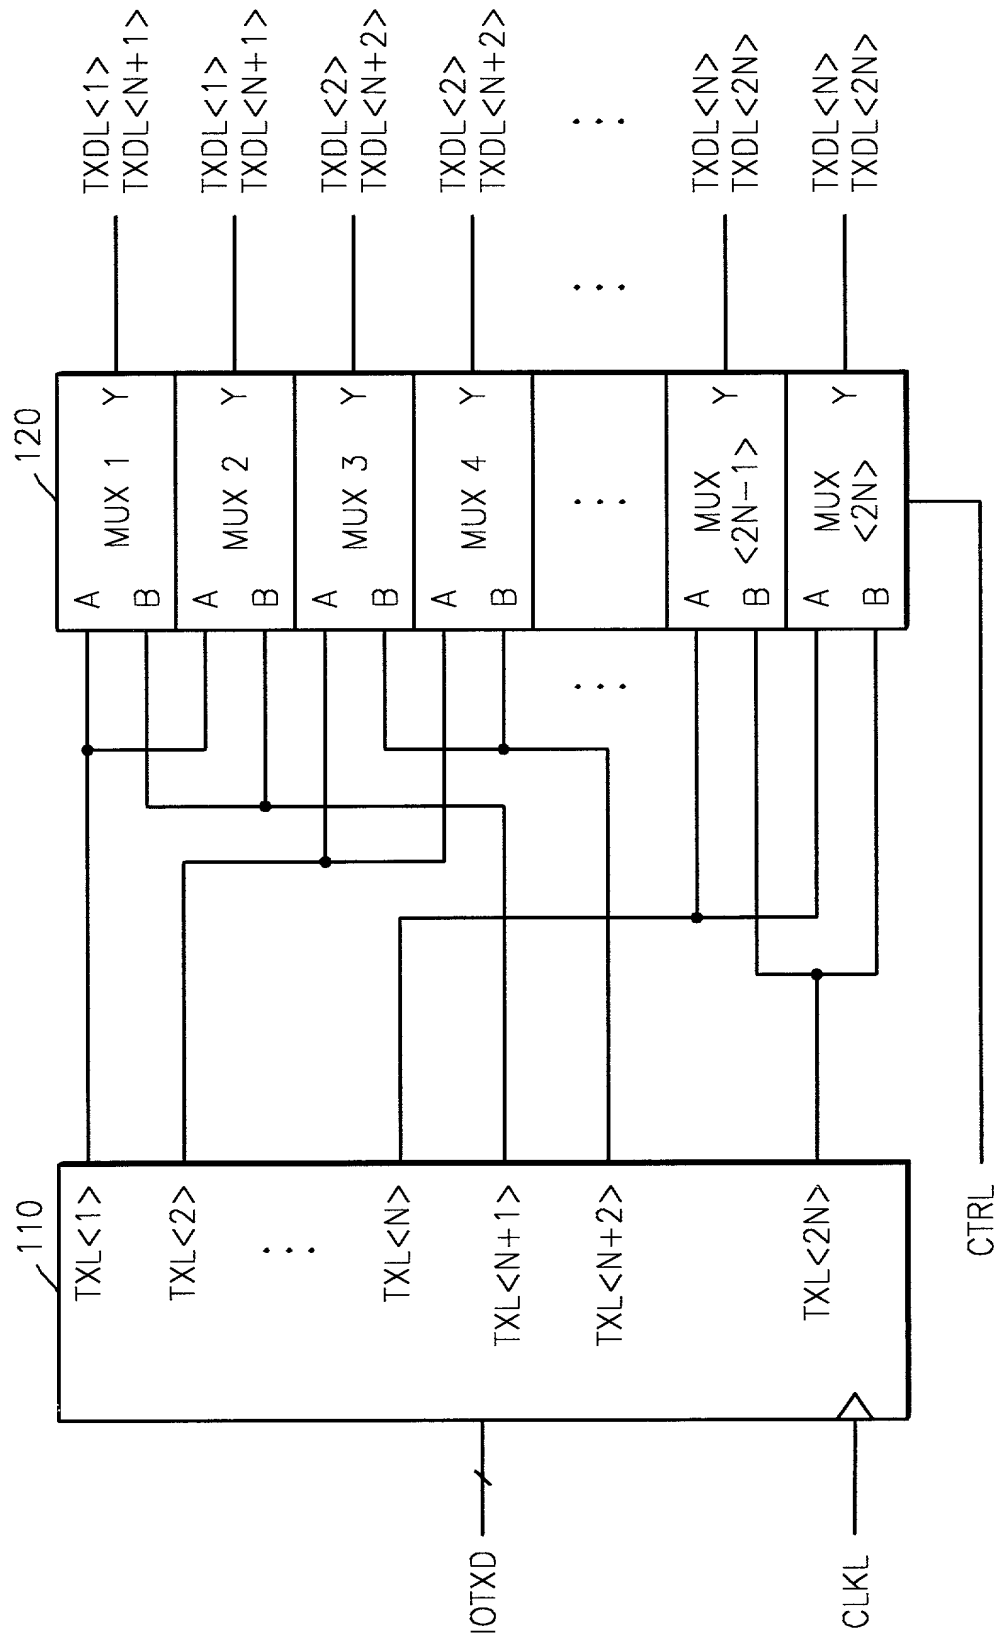 110
TXL<1>
TXL<2>
...
TXL<N>
TXL<N+1>
TXL<N+2>
TXL<2N>
IOTXD
CLKL
CTRL
120
A
B
MUX 1
Y
A
B
MUX 2
Y
A
B
MUX 3
Y
A
B
MUX 4
Y
...
...
A
B
MUX
<2N-1>
Y
A
B
MUX
<2N>
Y
TXDL<1>
TXDL<N+1>
TXDL<1>
TXDL<N+1>
TXDL<2>
TXDL<N+2>
TXDL<2>
TXDL<N+2>
...
...
TXDL<N>
TXDL<2N>
TXDL<N>
TXDL<2N>